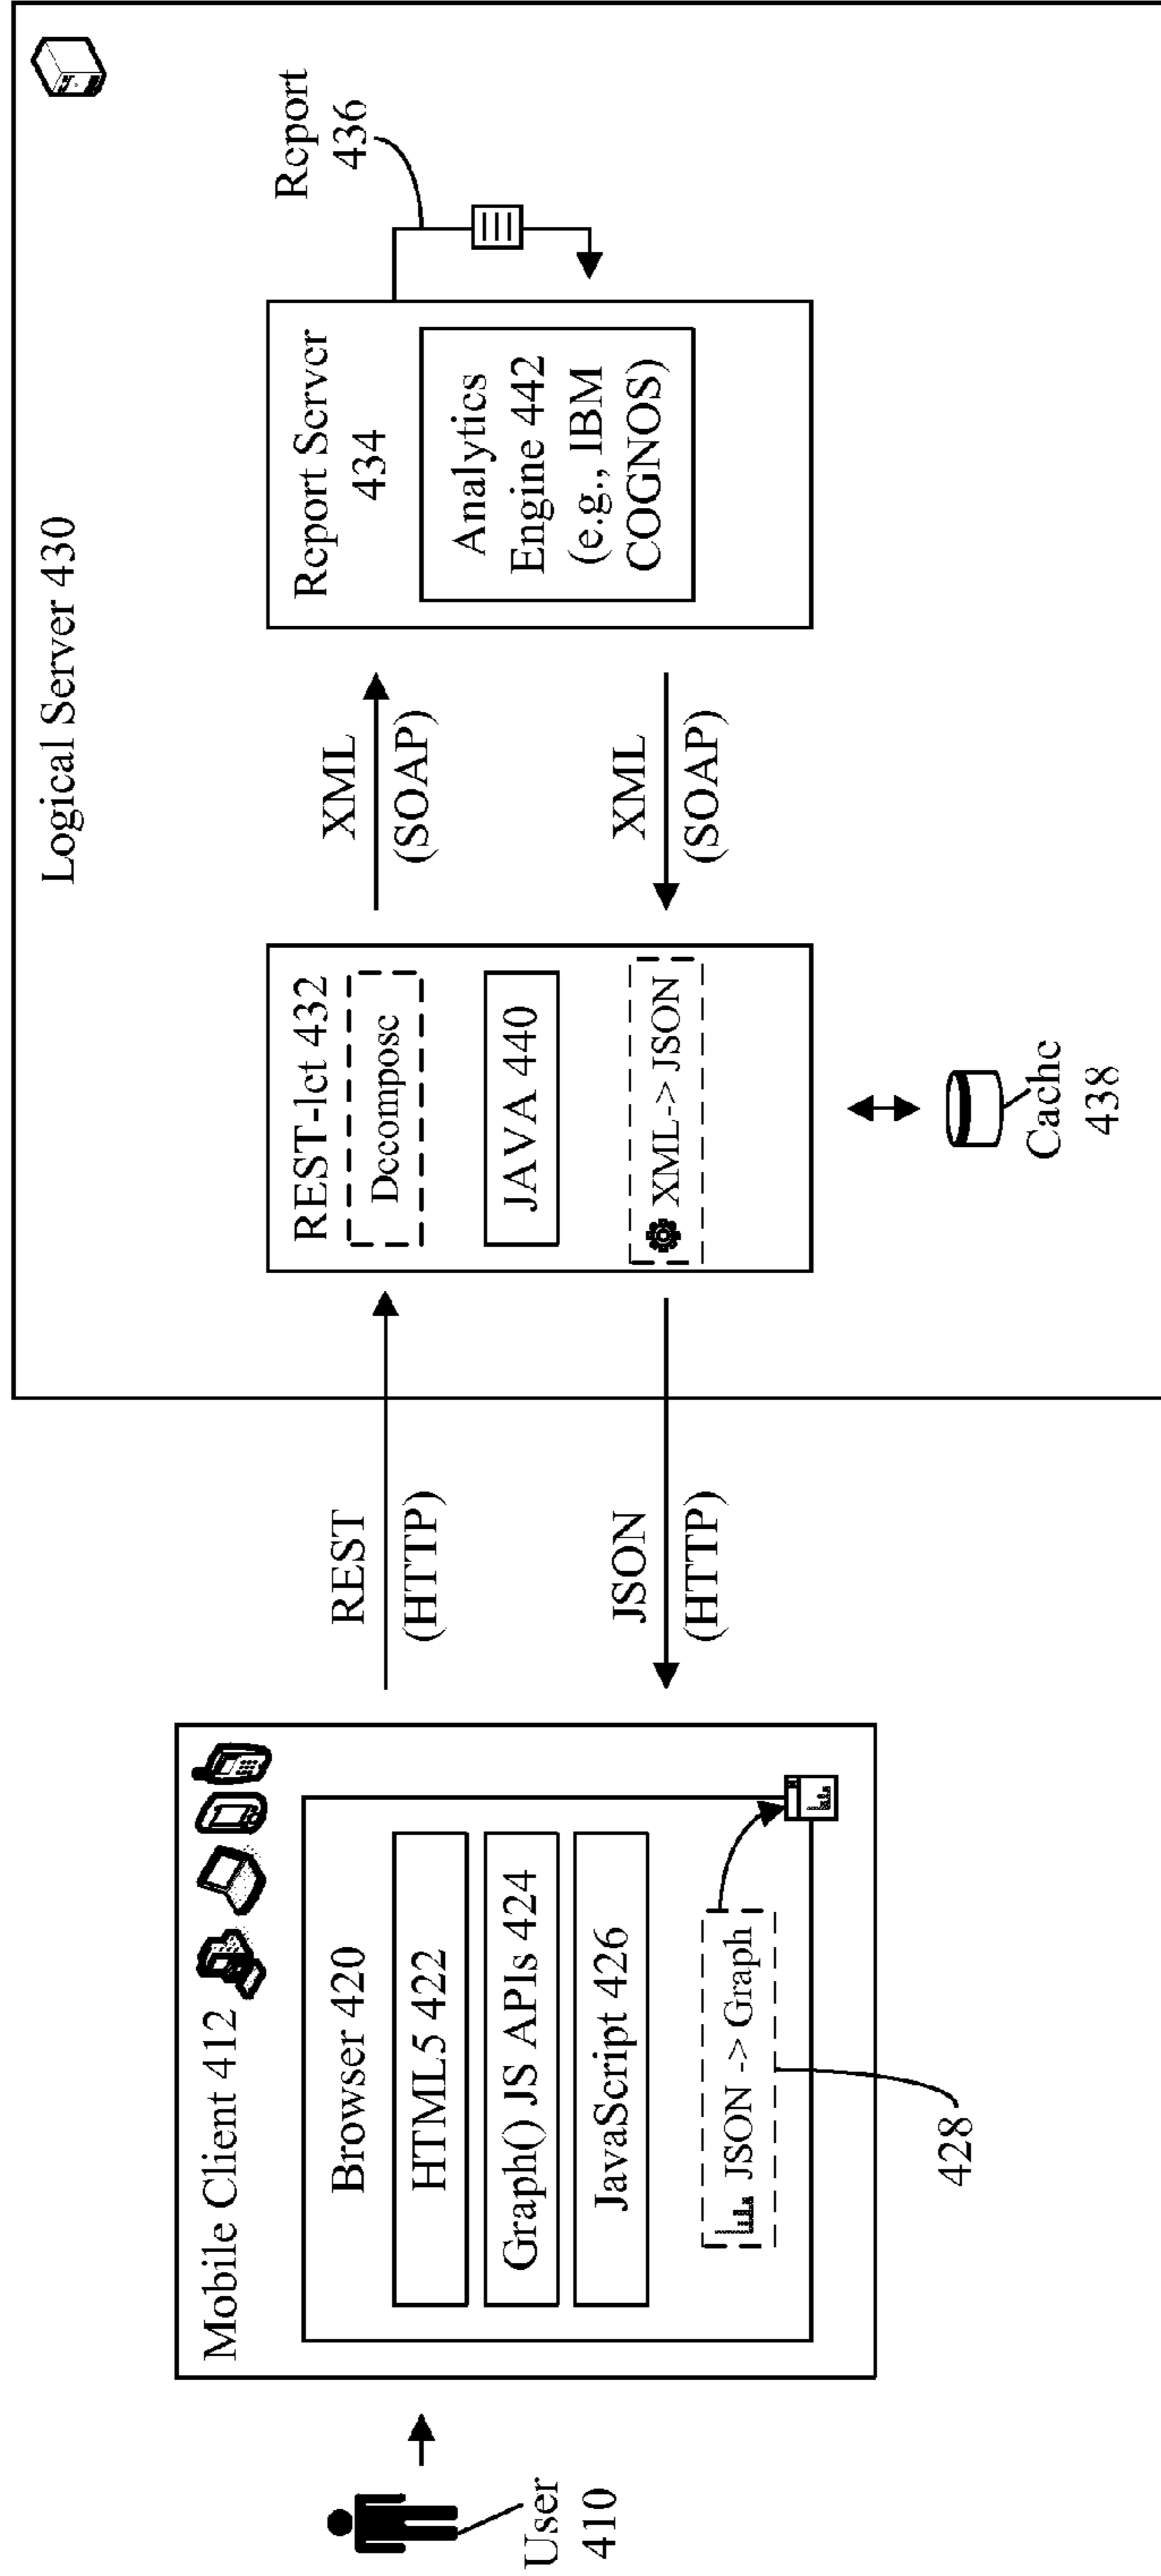 Logical Server 430
Mobile Client 412
Browser 420
HTML5 422
Graph() JS APIs 424
JavaScript 426
JSON -> Graph
428
User
410
REST
(HTTP)
JSON
(HTTP)
REST-let 432
Decompose
JAVA 440
XML-> JSON
Cache
438
XML
(SOAP)
XML
(SOAP)
Report Server
434
Analytics
Engine 442
(e.g., IBM
COGNOS)
Report
436